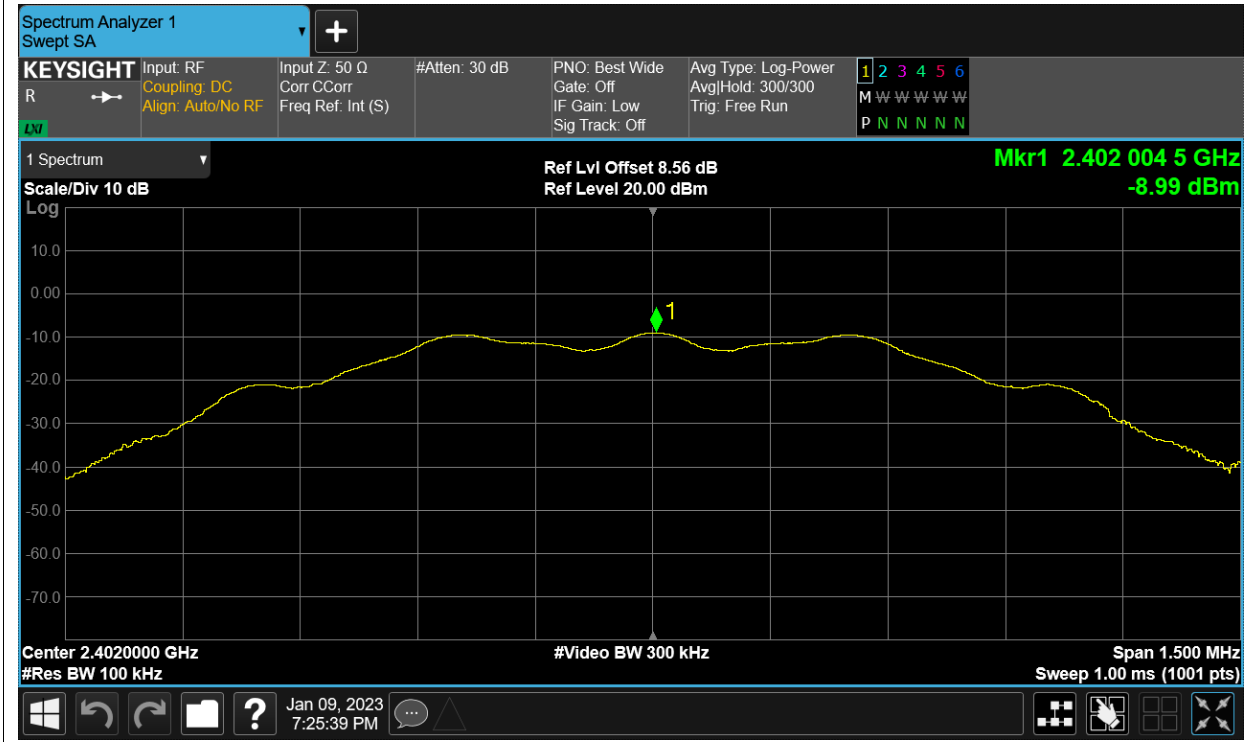 Spectrum Analyzer 1
Swept SA
KEYSIGHT
R
LXI
Input: RF
Coupling: DC
Align: Auto/No RF
Input Z: 50 Ω
Corr CCorr
Freq Ref: Int (S)
#Atten: 30 dB
PNO: Best Wide
Gate: Off
IF Gain: Low
Sig Track: Off
Avg Type: Log-Power
Avg|Hold: 300/300
Trig: Free Run
1 2 3 4 5 6
M W W W W W
P N N N N N
1 Spectrum
Scale/Div 10 dB
Log
Ref Lvl Offset 8.56 dB
Ref Level 20.00 dBm
Mkr1 2.402 004 5 GHz
-8.99 dBm
1
10.0
0.00
-10.0
-20.0
-30.0
-40.0
-50.0
-60.0
-70.0
Center 2.4020000 GHz
#Res BW 100 kHz
#Video BW 300 kHz
Span 1.500 MHz
Sweep 1.00 ms (1001 pts)
?
Jan 09, 2023
7:25:39 PM